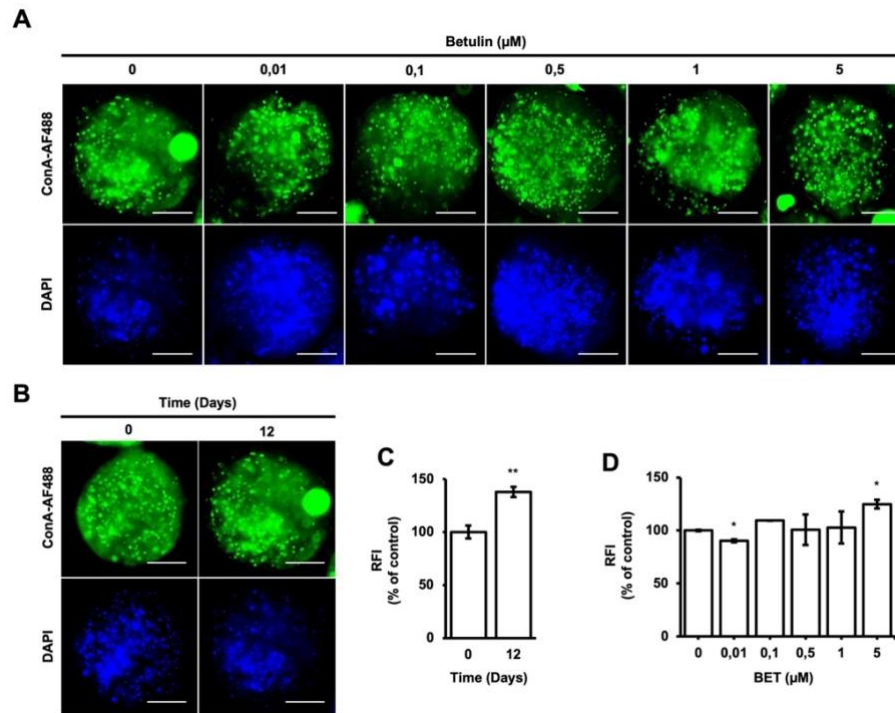 A
Betulin (µM)
0 0,01 0,1 0,5 1 5
ConA-AF488
DAPI
B
Time (Days)
0 12
ConA-AF488
DAPI
C
150
100
50
0
RFI
(% of control)
**
0 12
Time (Days)
D
150
100
50
0
RFI
(% of control)
* *
0 0,01 0,1 0,5 1 5
BET (µM)